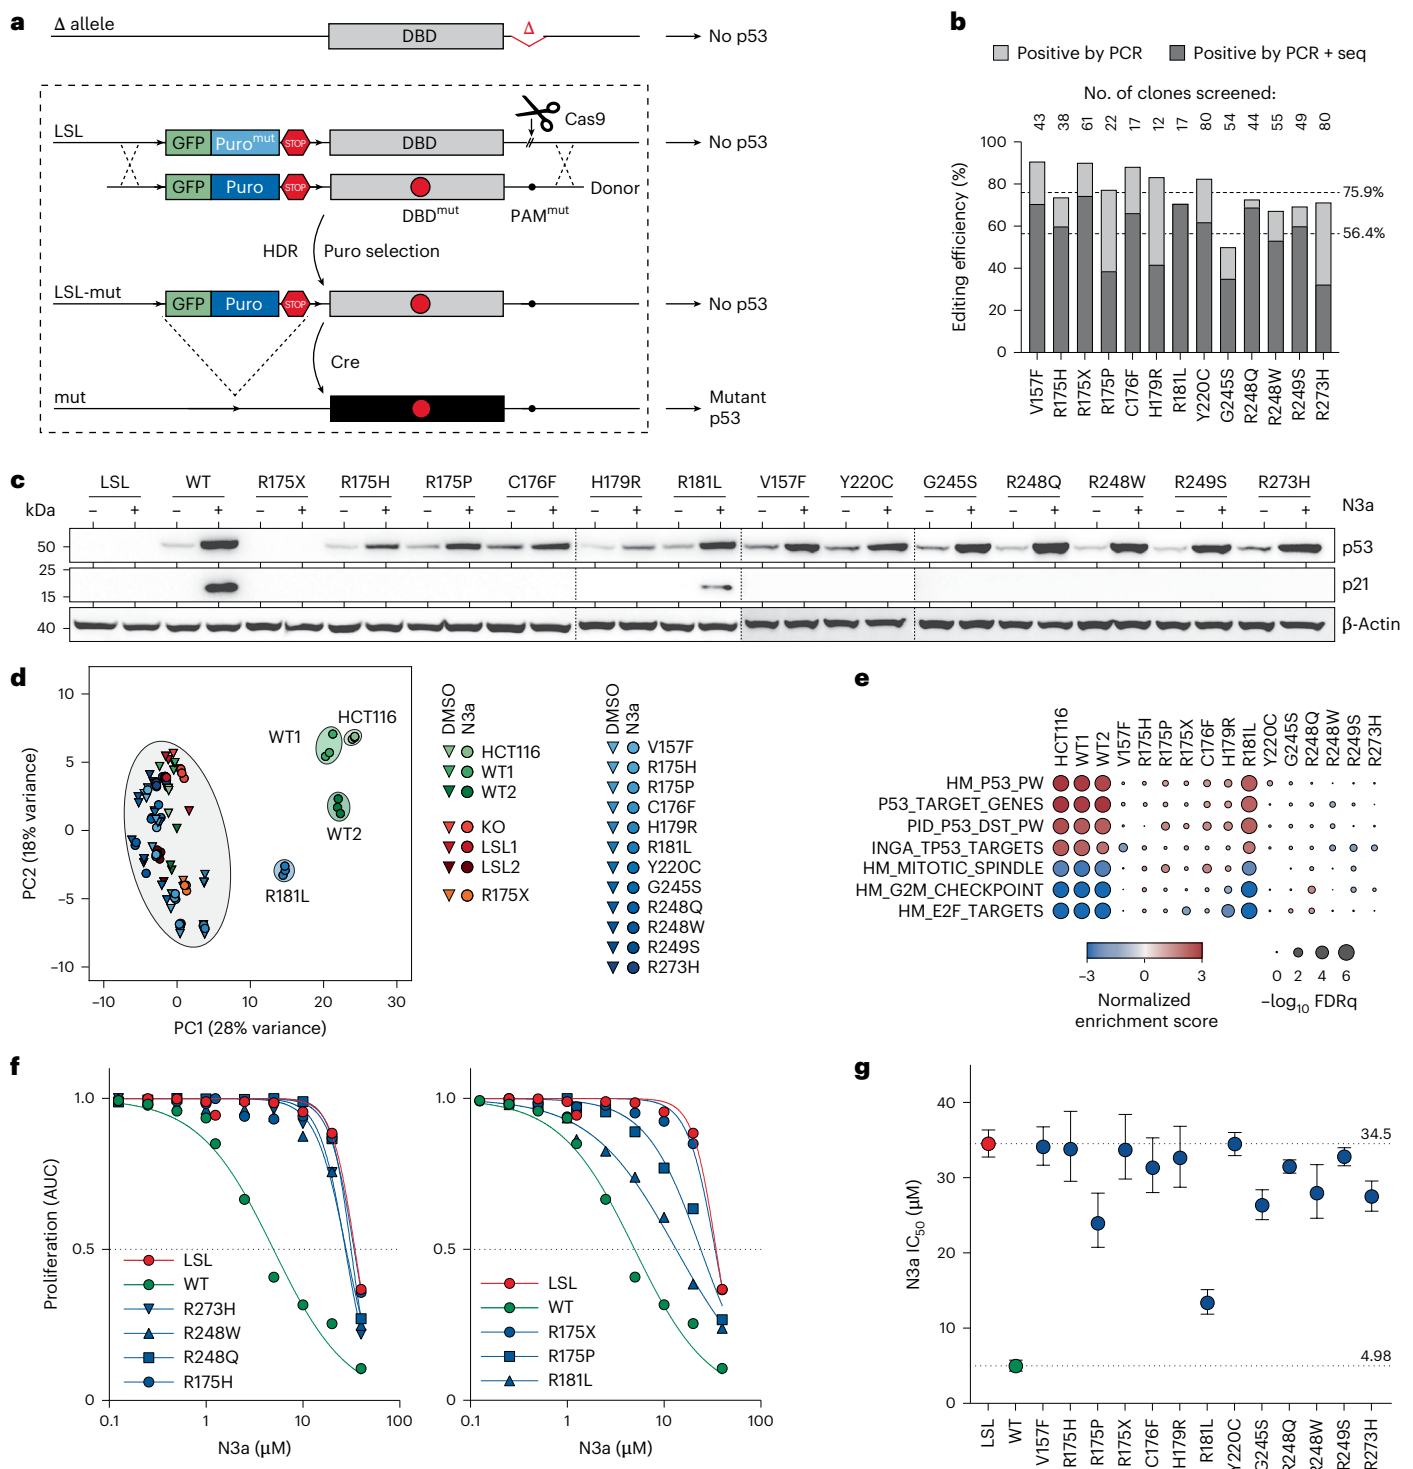 a
Δ allele
DBD
Δ
No p53
LSL
GFP
Puro^mut
STOP
DBD
Cas9
No p53
GFP
Puro
STOP
Donor
DBD^mut
PAM^mut
HDR
Puro selection
LSL-mut
GFP
Puro
STOP
No p53
Cre
mut
Mutant
p53
b
Positive by PCR
Positive by PCR + seq
No. of clones screened:
43 38 61 22 17 12 17 80 54 44 55 49 80
Editing efficiency (%)
100
80
60
40
20
0
75.9%
56.4%
V157F R175H R175X R175P C176F H179R R181L Y220C G245S R248Q R248W R249S R273H
c
LSL WT R175X R175H R175P C176F H179R R181L V157F Y220C G245S R248Q R248W R249S R273H
kDa
– + – + – + – + – + – + – + – + – + – + – + – + – + – + – +
N3a
50
p53
25
15
p21
40
β-Actin
d
PC2 (18% variance)
10
5
0
–5
–10
–10 0 10 20 30
PC1 (28% variance)
HCT116
WT1
WT2
R181L
DMSO
N3a
HCT116
WT1
WT2
KO
LSL1
LSL2
R175X
DMSO
N3a
V157F
R175H
R175P
C176F
H179R
R181L
Y220C
G245S
R248Q
R248W
R249S
R273H
e
HCT116 WT1 WT2 V157F R175H R175P R175X C176F H179R R181L Y220C G245S R248Q R248W R249S R273H
HM_P53_PW
P53_TARGET_GENES
PID_P53_DST_PW
INGA_TP53_TARGETS
HM_MITOTIC_SPINDLE
HM_G2M_CHECKPOINT
HM_E2F_TARGETS
–3 0 3
Normalized
enrichment score
0 2 4 6
–log10 FDRq
f
Proliferation (AUC)
1.0
0.5
0
LSL
WT
R273H
R248W
R248Q
R175H
0.1 1 10 100
N3a (μM)
1.0
0.5
0
LSL
WT
R175X
R175P
R181L
0.1 1 10 100
N3a (μM)
g
N3a IC50 (μM)
40
30
20
10
0
34.5
4.98
LSL WT V157F R175H R175P R175X C176F H179R R181L Y220C G245S R248Q R248W R249S R273H